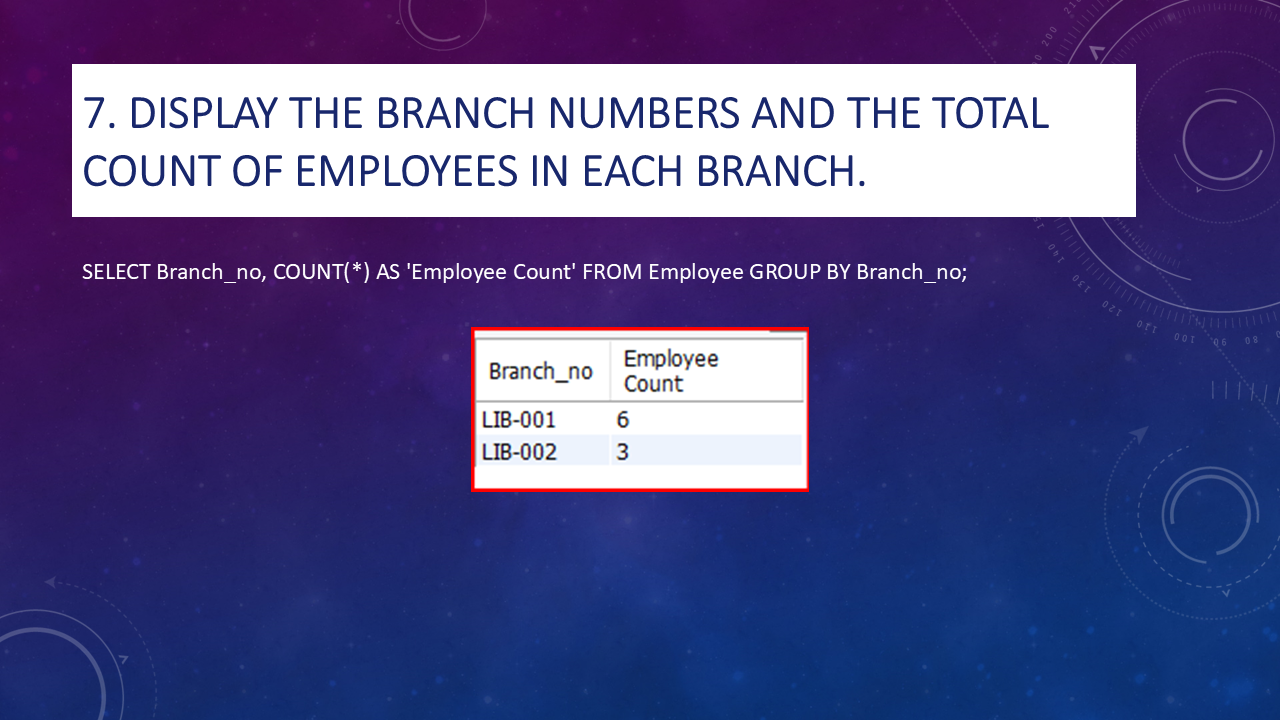 7. DISPLAY THE BRANCH NUMBERS AND THE TOTAL
COUNT OF EMPLOYEES IN EACH BRANCH.
SELECT Branch_no, COUNT(*) AS 'Employee Count' FROM Employee GROUP BY Branch_no;
Branch_no Employee
Count
LIB-001 6
LIB-002 3